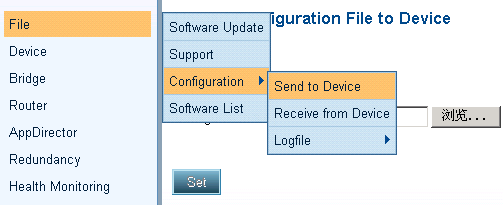 File
Device
Bridge
Router
AppDirector
Redundancy
Health Monitoring
Software Update
Support
Configuration
Software List
iguration File to Device
Send to Device
Receive from Device
Logfile
浏览...
Set